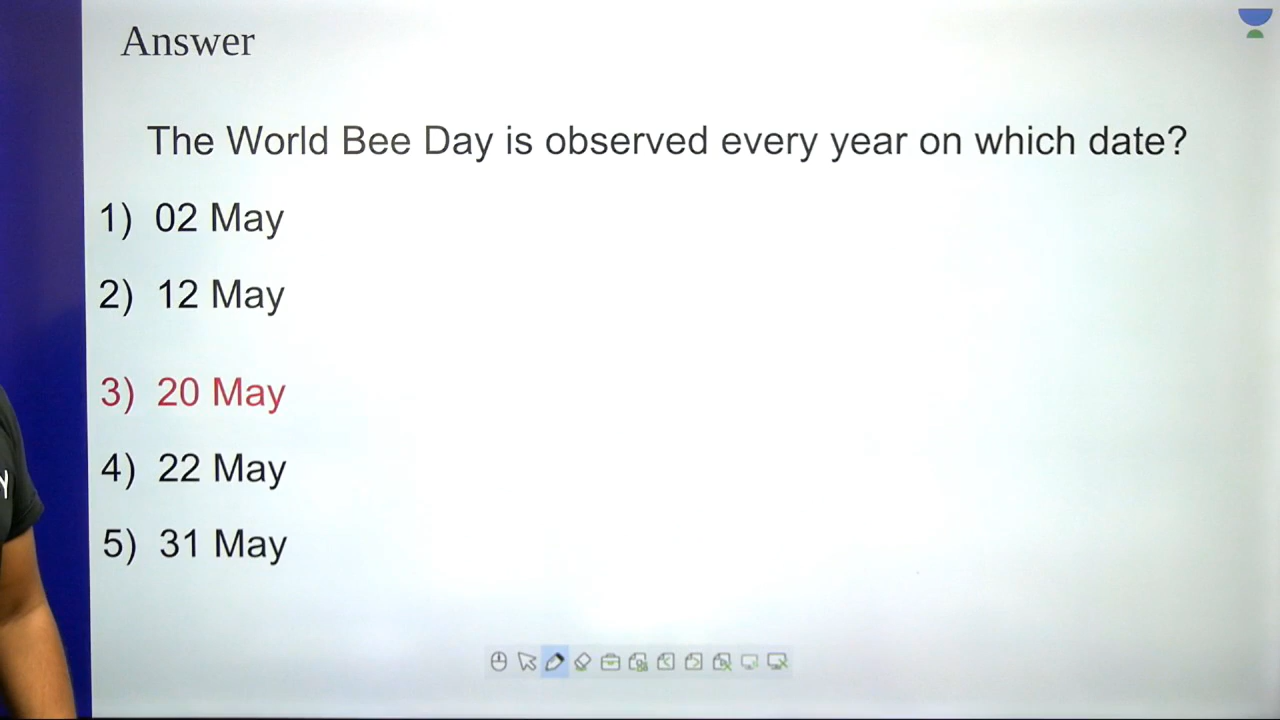 Answer
The World Bee Day is observed every year on which date?
1) 02 May
2) 12 May
3) 20 May
4) 22 May
5) 31 May